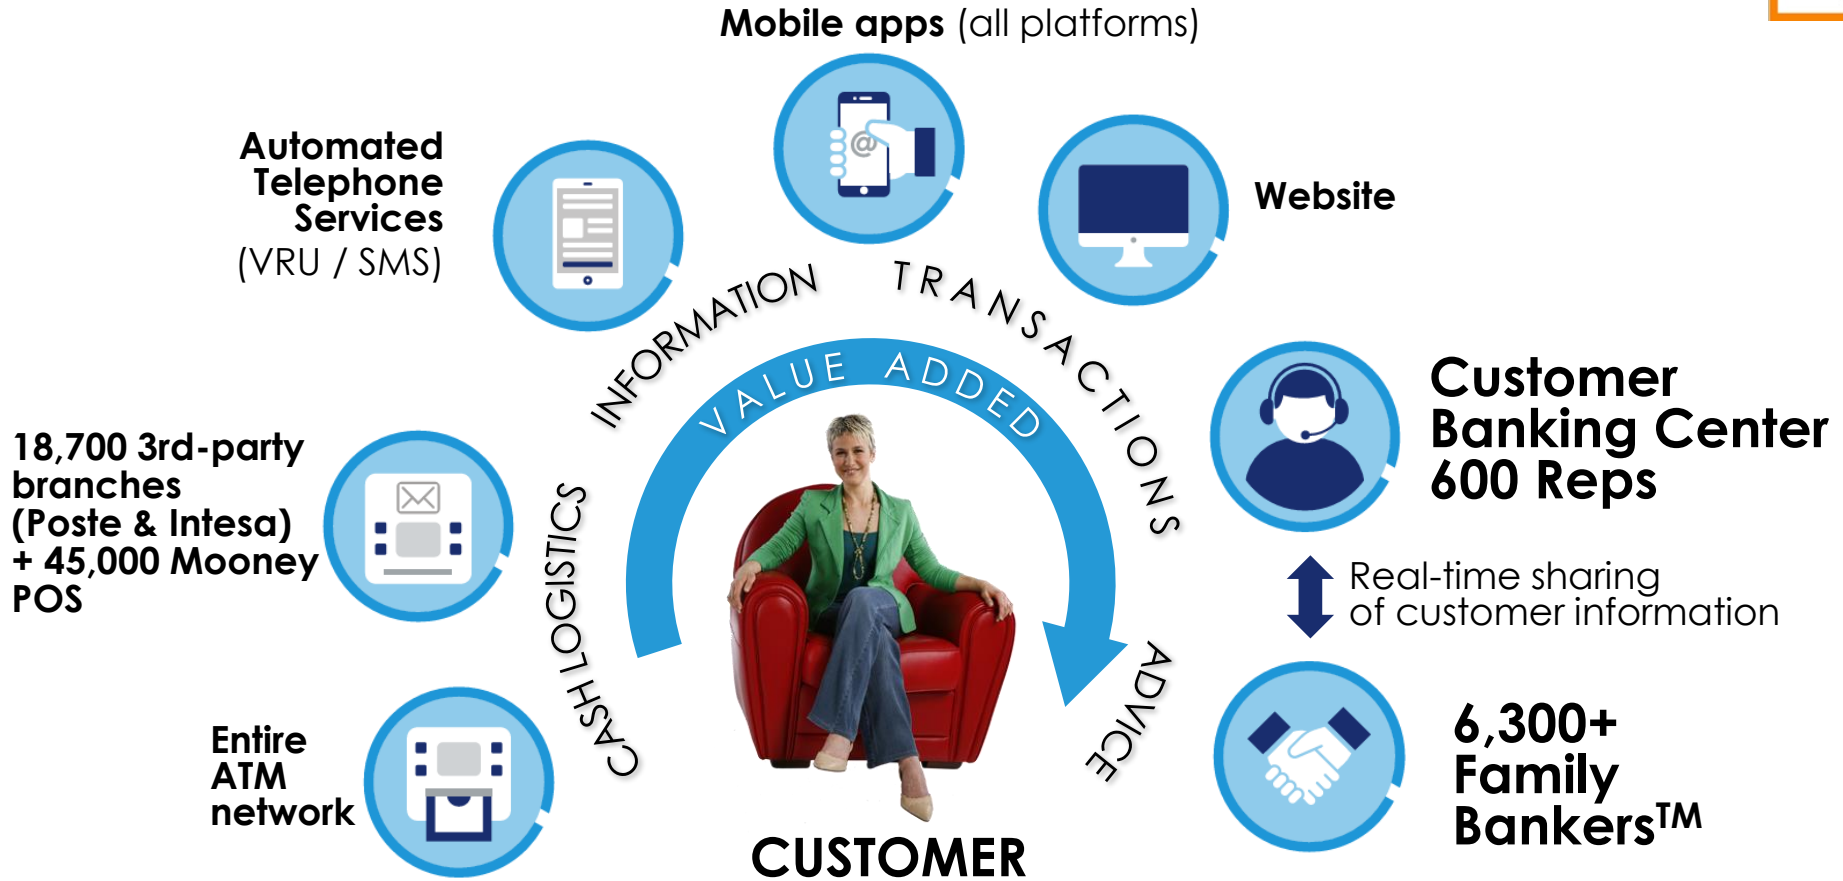 Mobile apps (all platforms)
Automated
Telephone
Services
(VRU / SMS)
@
Website
INFORMATION
TRANSACTIONS
VALUE ADDED
Customer
Banking Center
600 Reps
18,700 3rd-party
branches
(Poste & Intesa)
+ 45,000 Mooney
POS
CASH LOGISTICS
Real-time sharing
of customer information
ADVICE
Entire
ATM
network
6,300+
Family
Bankers™
CUSTOMER